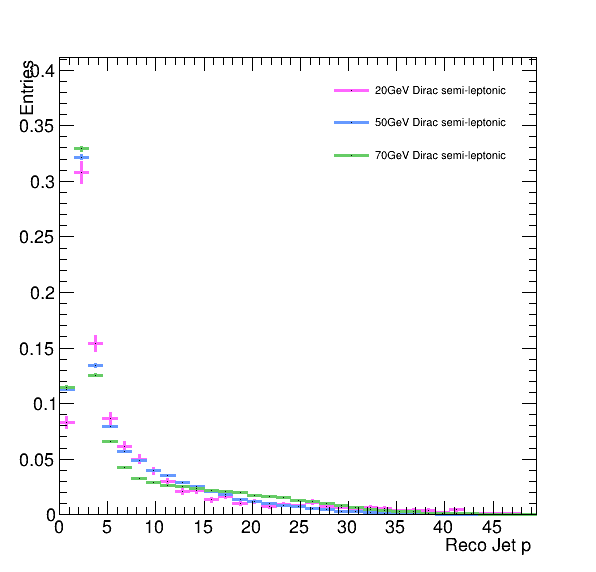 Entries
0.4
0.35
0.3
0.25
0.2
0.15
0.1
0.05
0
20GeV Dirac semi-leptonic
50GeV Dirac semi-leptonic
70GeV Dirac semi-leptonic
0 5 10 15 20 25 30 35 40 45
Reco Jet p